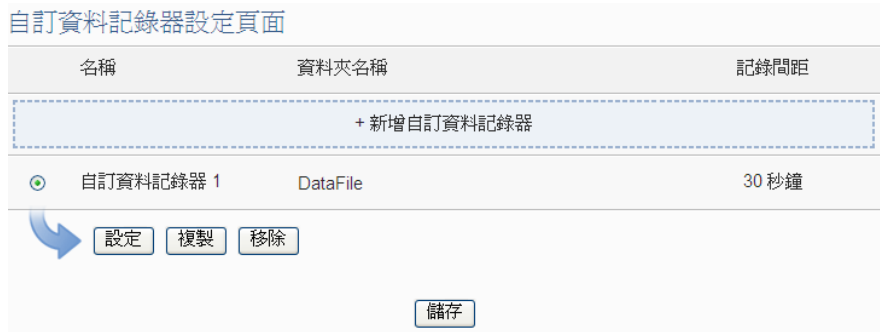 自訂資料記錄器設定頁面
名稱 資料夾名稱 記錄間距
+ 新增自訂資料記錄器
自訂資料記錄器 1 DataFile 30 秒鐘
設定 複製 移除
儲存